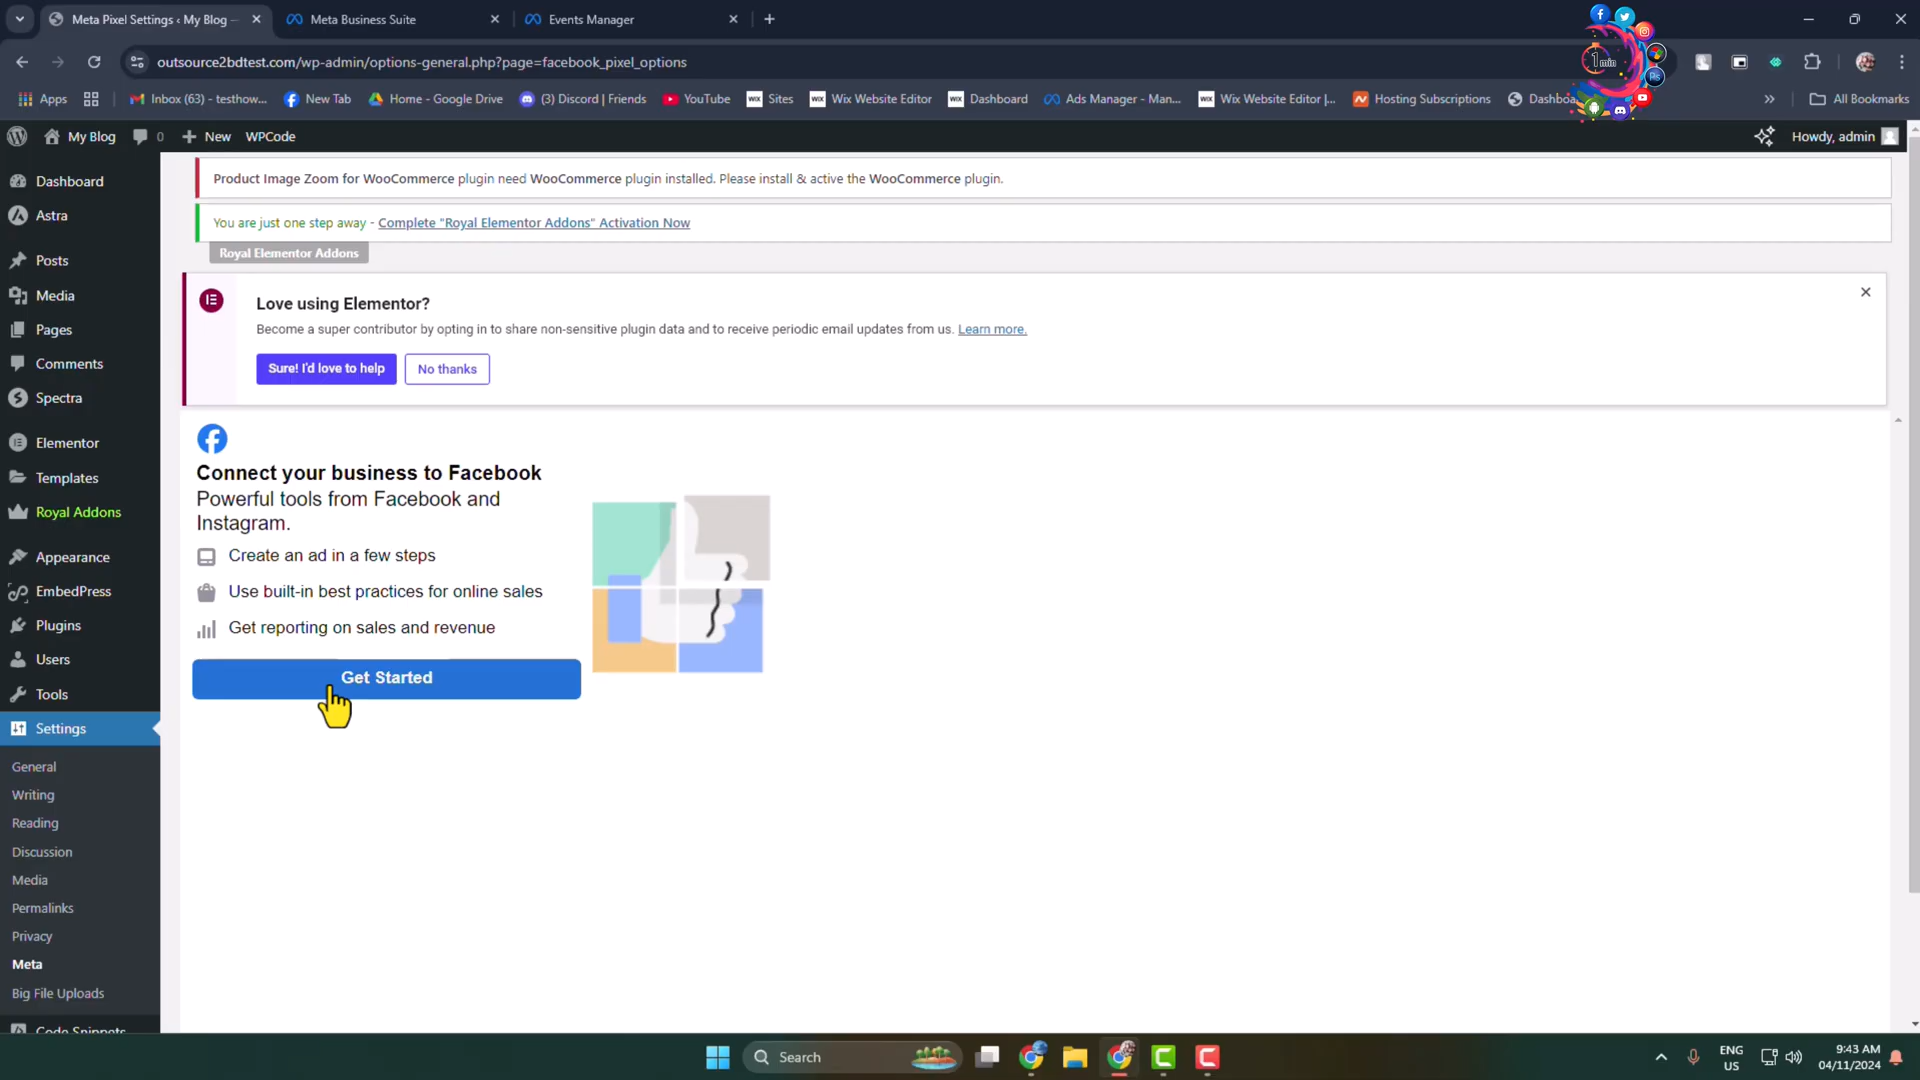 Meta Pixel Settings ‹ My Blog —
Meta Business Suite
Events Manager
outsource2bdtest.com/wp-admin/options-general.php?page=facebook_pixel_options
1min
Ps
Apps
Inbox (63) - testhow...
New Tab
Home - Google Drive
(3) Discord | Friends
YouTube
WIX Sites
WIX Wix Website Editor
WIX Dashboard
Ads Manager - Man...
WIX Wix Website Editor |...
Hosting Subscriptions
All Bookmarks
My Blog
0
New
WPCode
Howdy, admin
Dashboard
Astra
Posts
Media
Pages
Comments
Spectra
Elementor
Templates
Royal Addons
Appearance
EmbedPress
Plugins
Users
Tools
Settings
General
Writing
Reading
Discussion
Media
Permalinks
Privacy
Meta
Big File Uploads
Code Snippets
Product Image Zoom for WooCommerce plugin need WooCommerce plugin installed. Please install & active the WooCommerce plugin.
You are just one step away - Complete "Royal Elementor Addons" Activation Now
Royal Elementor Addons
Love using Elementor?
Become a super contributor by opting in to share non-sensitive plugin data and to receive periodic email updates from us. Learn more.
Sure! I'd love to help
No thanks
Connect your business to Facebook
Powerful tools from Facebook and
Instagram.
Create an ad in a few steps
Use built-in best practices for online sales
Get reporting on sales and revenue
Get Started
Search
ENG
US
9:43 AM
04/11/2024